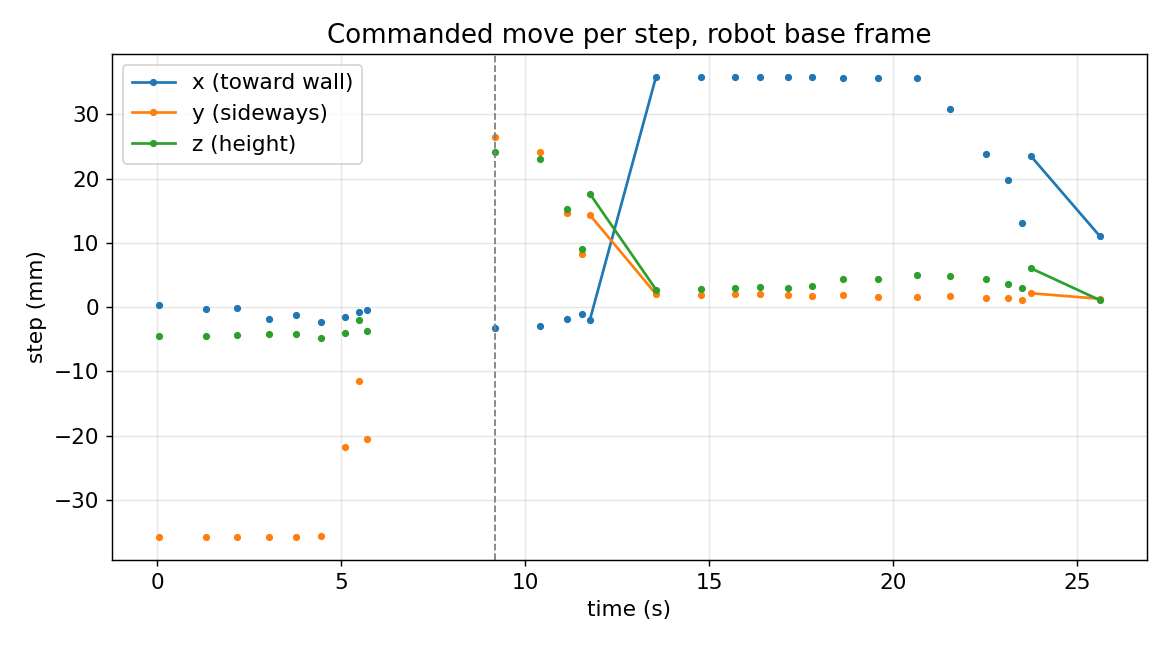 Commanded move per step, robot base frame
x (toward wall)
y (sideways)
z (height)
step (mm)
30
20
10
0
−10
−20
−30
0 5 10 15 20 25
time (s)